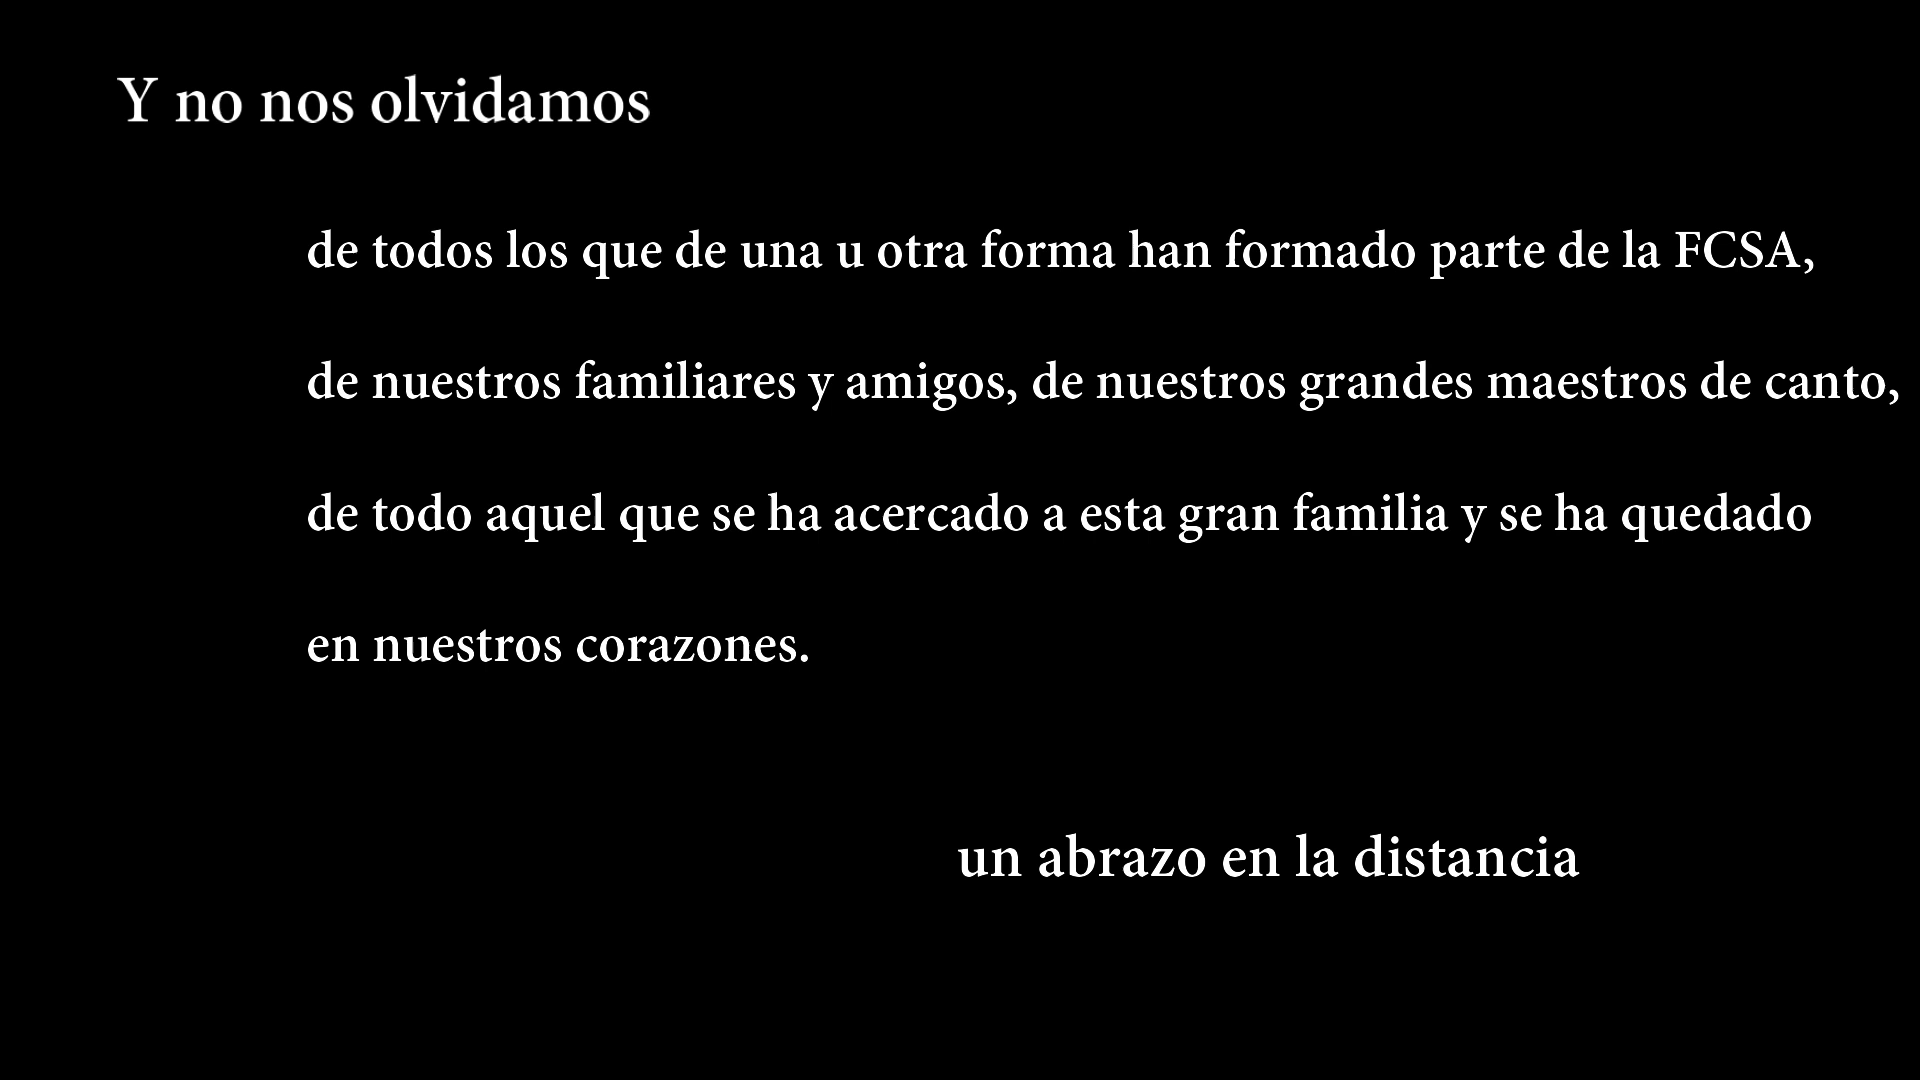 Y no nos olvidamos
de todos los que de una u otra forma han formado parte de la FCSA,
de nuestros familiares y amigos, de nuestros grandes maestros de canto,
de todo aquel que se ha acercado a esta gran familia y se ha quedado
en nuestros corazones.
un abrazo en la distancia